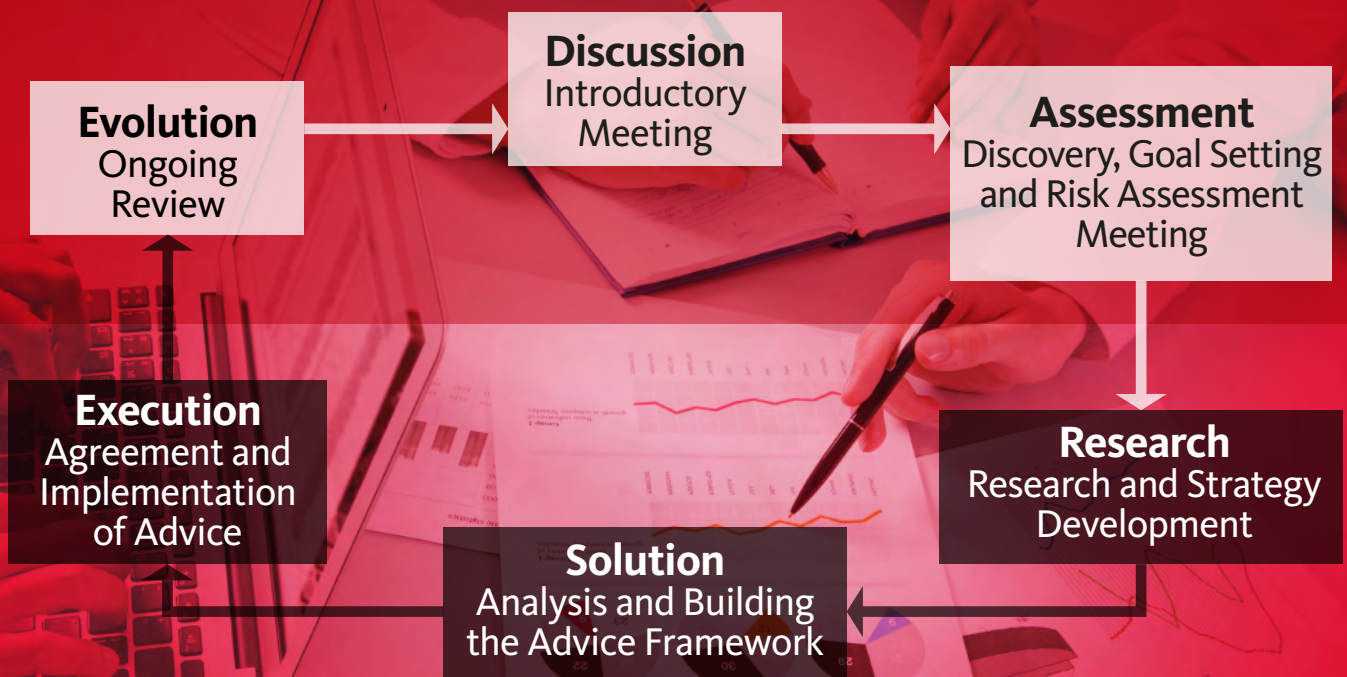 Discussion
Introductory
Meeting
Assessment
Discovery, Goal Setting
and Risk Assessment
Meeting
Research
Research and Strategy
Development
Solution
Analysis and Building
the Advice Framework
Execution
Agreement and
Implementation
of Advice
Evolution
Ongoing
Review